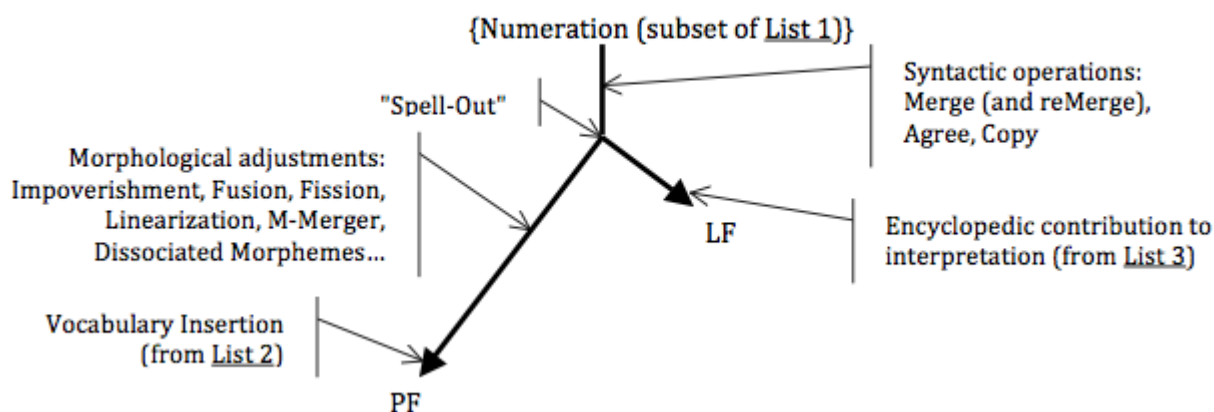 {Numeration (subset of List 1)}
Syntactic operations:
Merge (and reMerge),
Agree, Copy
"Spell-Out"
Morphological adjustments:
Impoverishment, Fusion, Fission,
Linearization, M-Merger,
Dissociated Morphemes…
LF
Encyclopedic contribution to
interpretation (from List 3)
Vocabulary Insertion
(from List 2)
PF